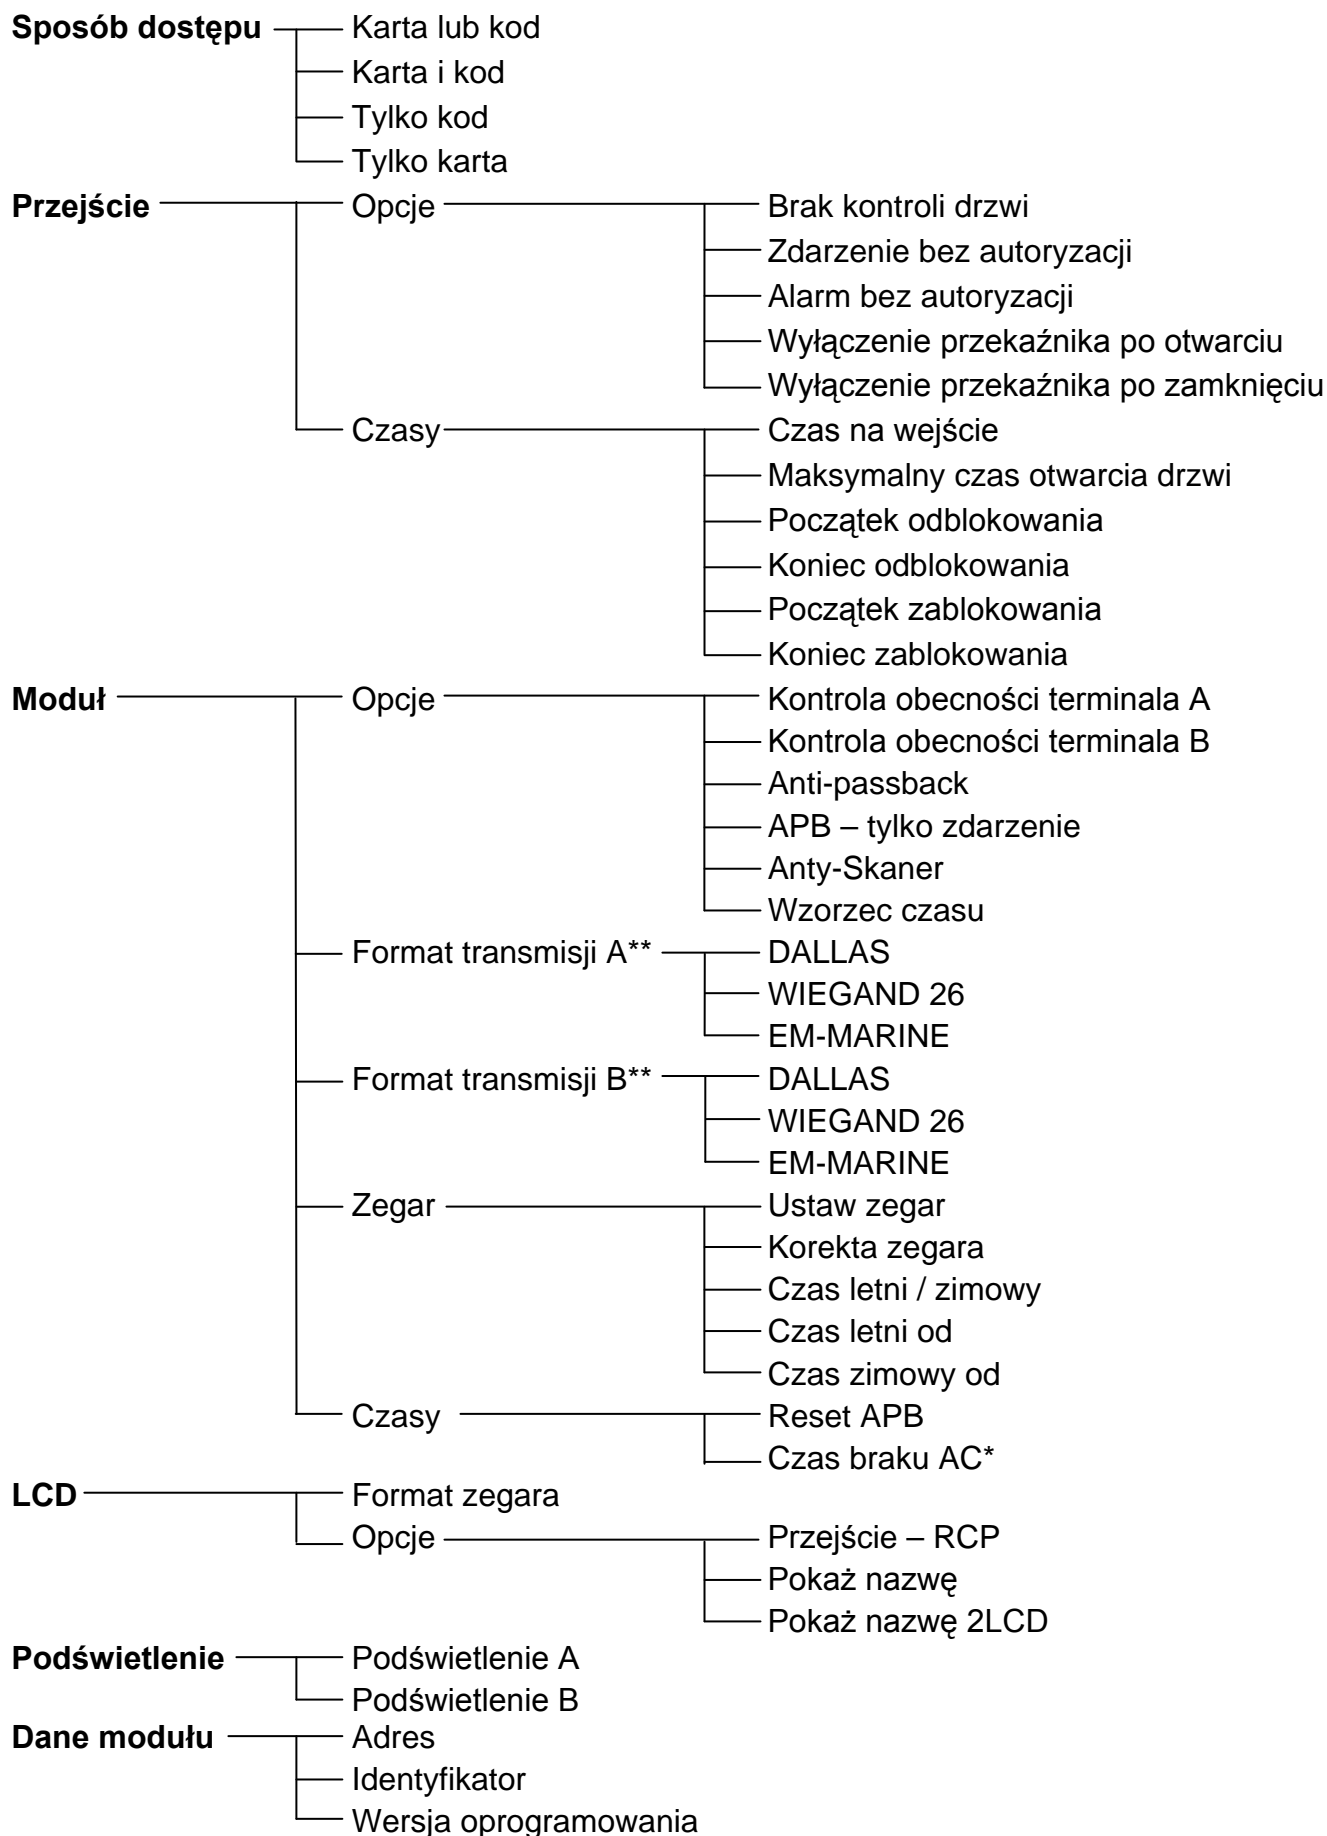 Sposób dostępu Karta lub kod
Karta i kod
Tylko kod
Tylko karta
Przejście Opcje Brak kontroli drzwi
Zdarzenie bez autoryzacji
Alarm bez autoryzacji
Wyłączenie przekaźnika po otwarciu
Wyłączenie przekaźnika po zamknięciu
Czasy Czas na wejście
Maksymalny czas otwarcia drzwi
Początek odblokowania
Koniec odblokowania
Początek zablokowania
Koniec zablokowania
Moduł Opcje Kontrola obecności terminala A
Kontrola obecności terminala B
Anti-passback
APB – tylko zdarzenie
Anty-Skaner
Wzorzec czasu
Format transmisji A** DALLAS
WIEGAND 26
EM-MARINE
Format transmisji B** DALLAS
WIEGAND 26
EM-MARINE
Zegar Ustaw zegar
Korekta zegara
Czas letni / zimowy
Czas letni od
Czas zimowy od
Czasy Reset APB
Czas braku AC*
LCD Format zegara
Opcje Przejście – RCP
Pokaż nazwę
Pokaż nazwę 2LCD
Podświetlenie Podświetlenie A
Podświetlenie B
Dane modułu Adres
Identyfikator
Wersja oprogramowania